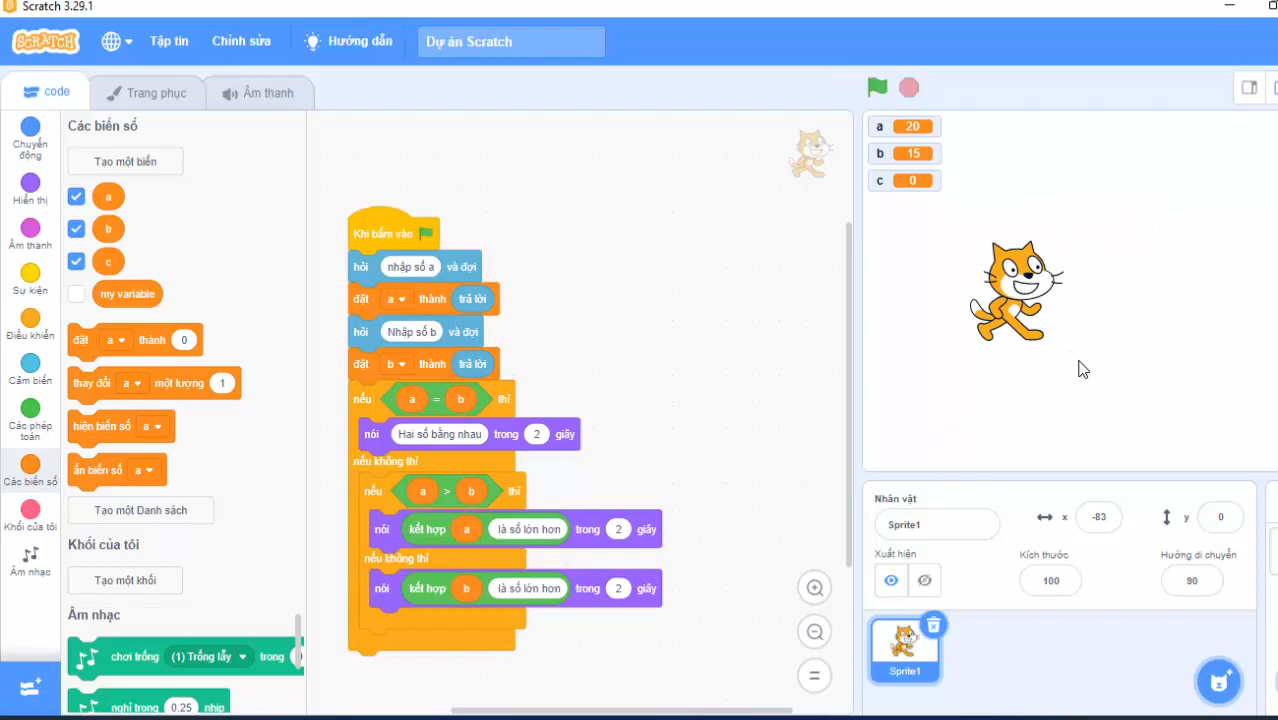 Scratch 3.29.1
SCRATCH Tập tin Chỉnh sửa Hướng dẫn Dự án Scratch
code Trang phục Âm thanh
Chuyển động
Hiển thị
Âm thanh
Sự kiện
Điều khiển
Cảm biến
Các phép toán
Các biến số
Khối của tôi
Âm nhạc
Các biến số
Tạo một biến
a
b
c
my variable
đặt a thành 0
thay đổi a một lượng 1
hiện biến số a
ẩn biến số a
Tạo một Danh sách
Khối của tôi
Tạo một khối
Âm nhạc
chơi trống (1) Trống lẫy trong
nghỉ trong 0.25 nhịp
Khi bấm vào
hỏi nhập số a và đợi
đặt a thành trả lời
hỏi Nhập số b và đợi
đặt b thành trả lời
nếu a = b thì
nói Hai số bằng nhau trong 2 giây
nếu không thì
nếu a > b thì
nói kết hợp a là số lớn hơn trong 2 giây
nếu không thì
nói kết hợp b là số lớn hơn trong 2 giây
a 20
b 15
c 0
Nhân vật
Sprite1 x -83 y 0
Xuất hiện Kích thước Hướng di chuyển
100 90
Sprite1